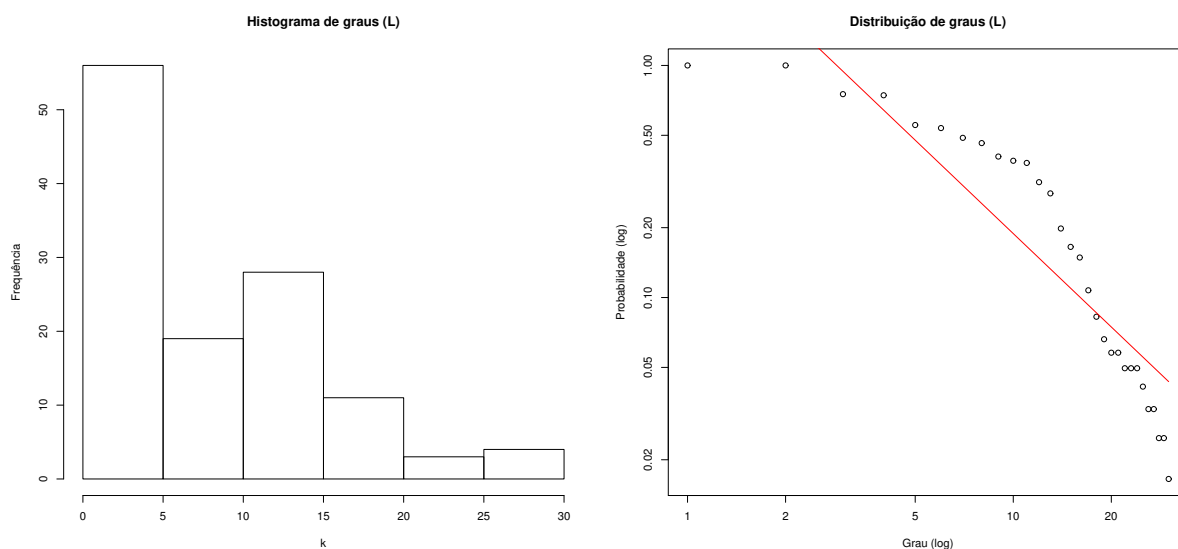 Histograma de graus (L)
Frequência
50
40
30
20
10
0
0 5 10 15 20 25 30
k
Distribuição de graus (L)
Probabilidade (log)
1.00
0.50
0.20
0.10
0.05
0.02
1 2 5 10 20
Grau (log)